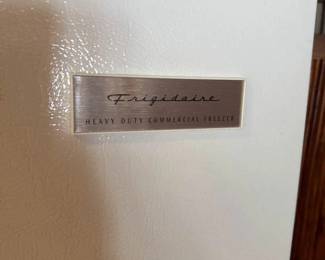 Frigidaire
HEAVY DUTY COMMERCIAL FREEZER